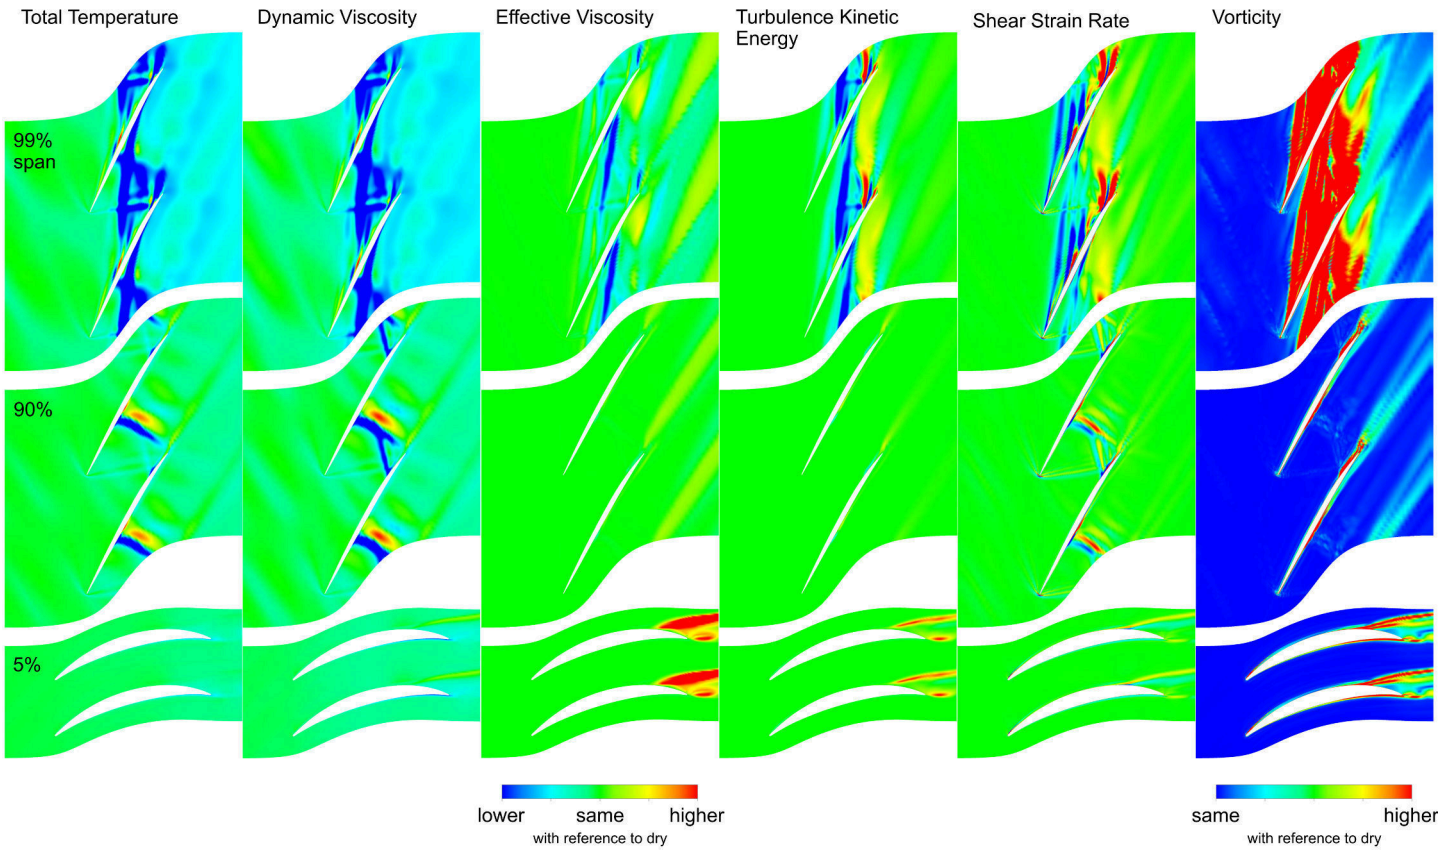 Total Temperature
Dynamic Viscosity
Effective Viscosity
Turbulence Kinetic
Energy
Shear Strain Rate
Vorticity
99%
span
90%
5%
lower same higher
with reference to dry
same higher
with reference to dry